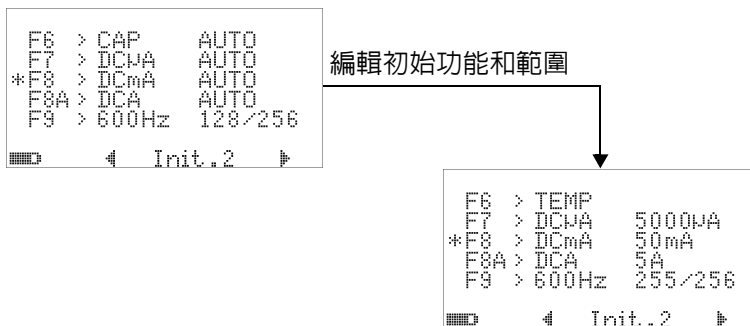 F6 > CAP AUTO
F7 > DCµA AUTO
*F8 > DCmA AUTO
F8A > DCA AUTO
F9 > 600Hz 128/256
Init..2
編輯初始功能和範圍
F6 > TEMP
F7 > DCµA 5000µA
*F8 > DCmA 50mA
F8A > DCA 5A
F9 > 600Hz 255/256
Init..2